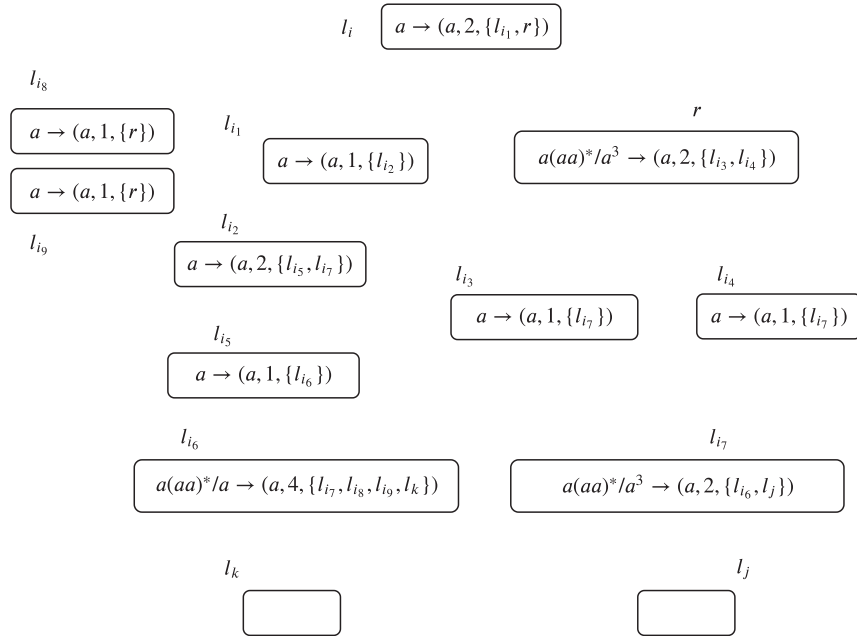 l_i a → (a, 2, {l_{i_1}, r})
l_{i_8}
a → (a, 1, {r})
l_{i_1}
a → (a, 1, {l_{i_2}})
r
a(aa)*/a³ → (a, 2, {l_{i_3}, l_{i_4}})
a → (a, 1, {r})
l_{i_9}
l_{i_2}
a → (a, 2, {l_{i_5}, l_{i_7}})
l_{i_3}
a → (a, 1, {l_{i_7}})
l_{i_4}
a → (a, 1, {l_{i_7}})
l_{i_5}
a → (a, 1, {l_{i_6}})
l_{i_6}
a(aa)*/a → (a, 4, {l_{i_7}, l_{i_8}, l_{i_9}, l_k})
l_{i_7}
a(aa)*/a³ → (a, 2, {l_{i_6}, l_j})
l_k
l_j